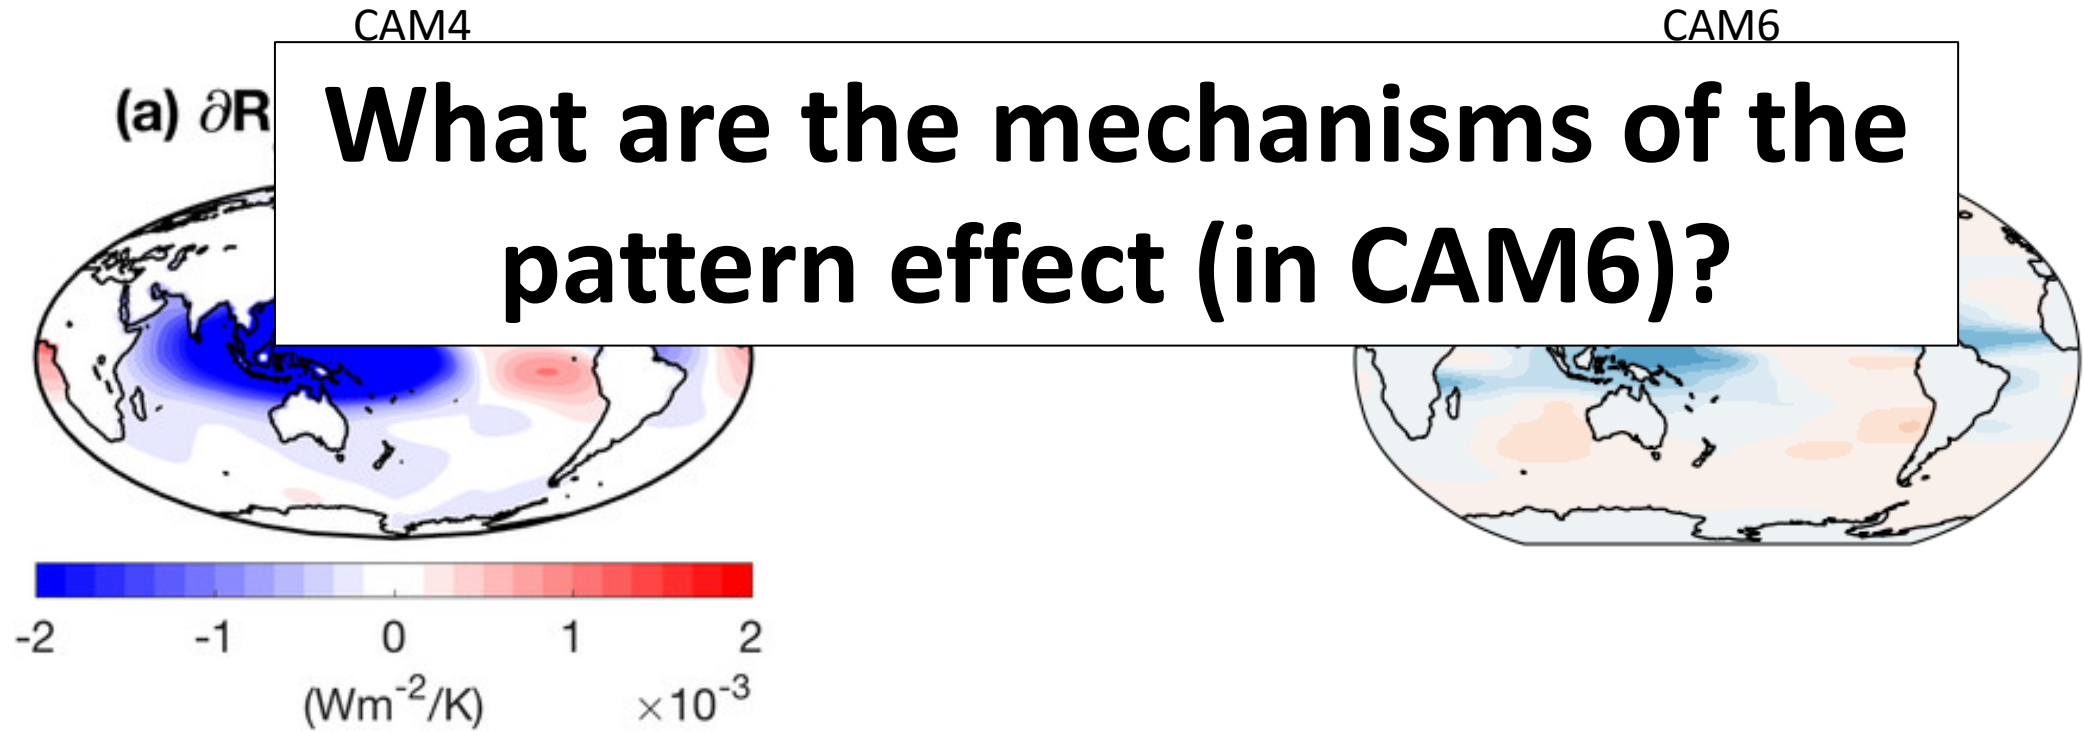 CAM4
CAM6
(a) ∂R
What are the mechanisms of the
pattern effect (in CAM6)?
-2 -1 0 1 2
(Wm⁻²/K) ×10⁻³